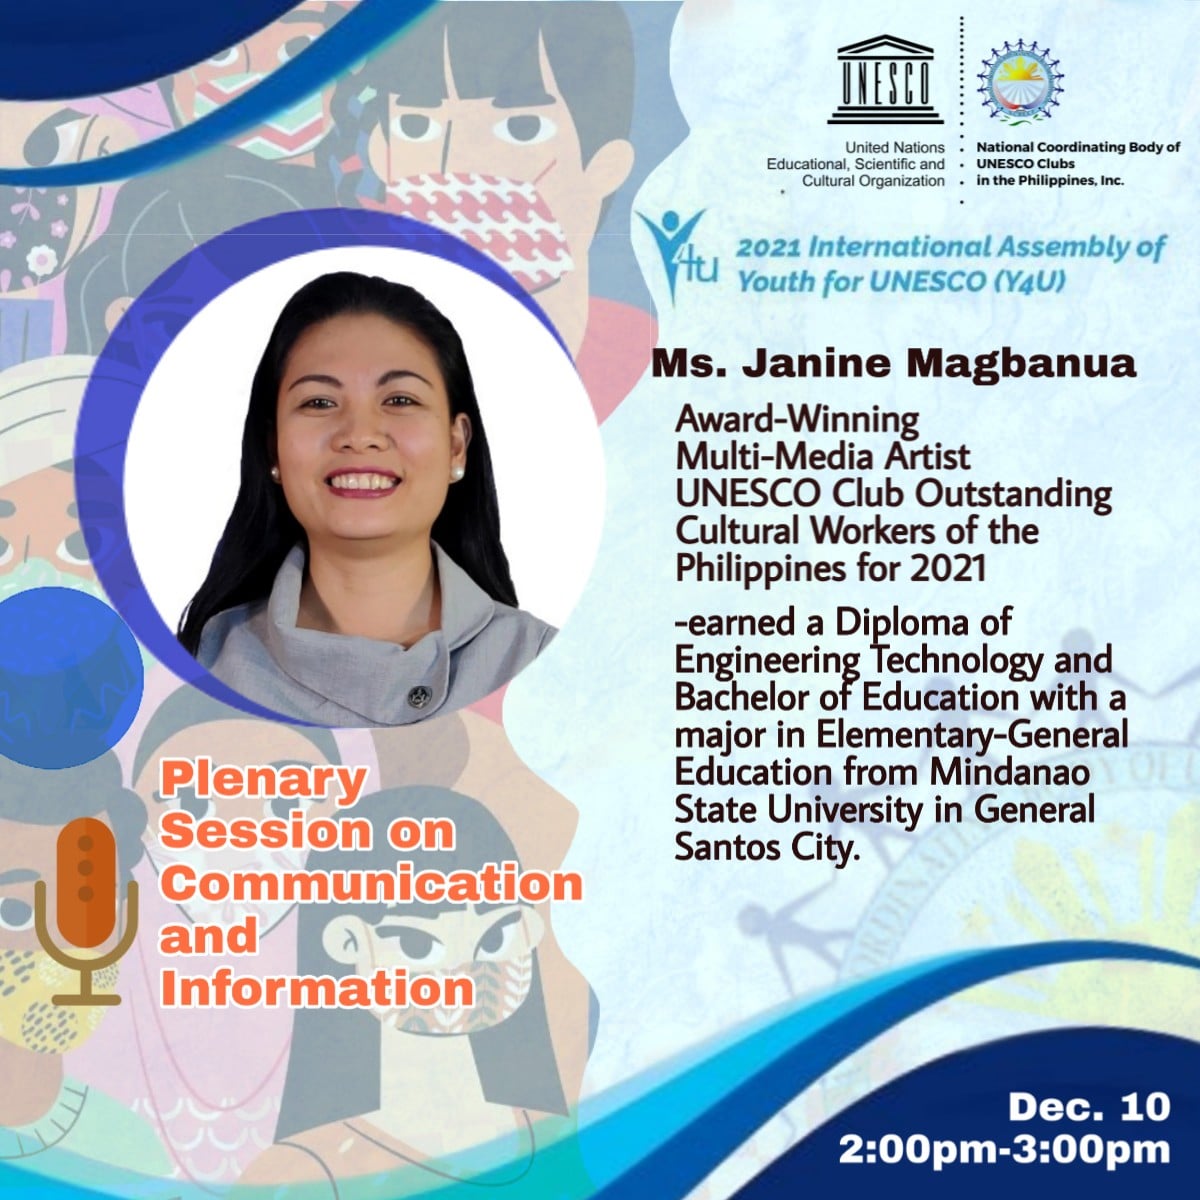 UNESCO
United Nations
Educational, Scientific and
Cultural Organization
National Coordinating Body of
UNESCO Clubs
in the Philippines, Inc.
Y4U
2021 International Assembly of
Youth for UNESCO (Y4U)
Ms. Janine Magbanua
Award-Winning
Multi-Media Artist
UNESCO Club Outstanding
Cultural Workers of the
Philippines for 2021
-earned a Diploma of
Engineering Technology and
Bachelor of Education with a
major in Elementary-General
Education from Mindanao
State University in General
Santos City.
Plenary
Session on
Communication
and
Information
Dec. 10
2:00pm-3:00pm